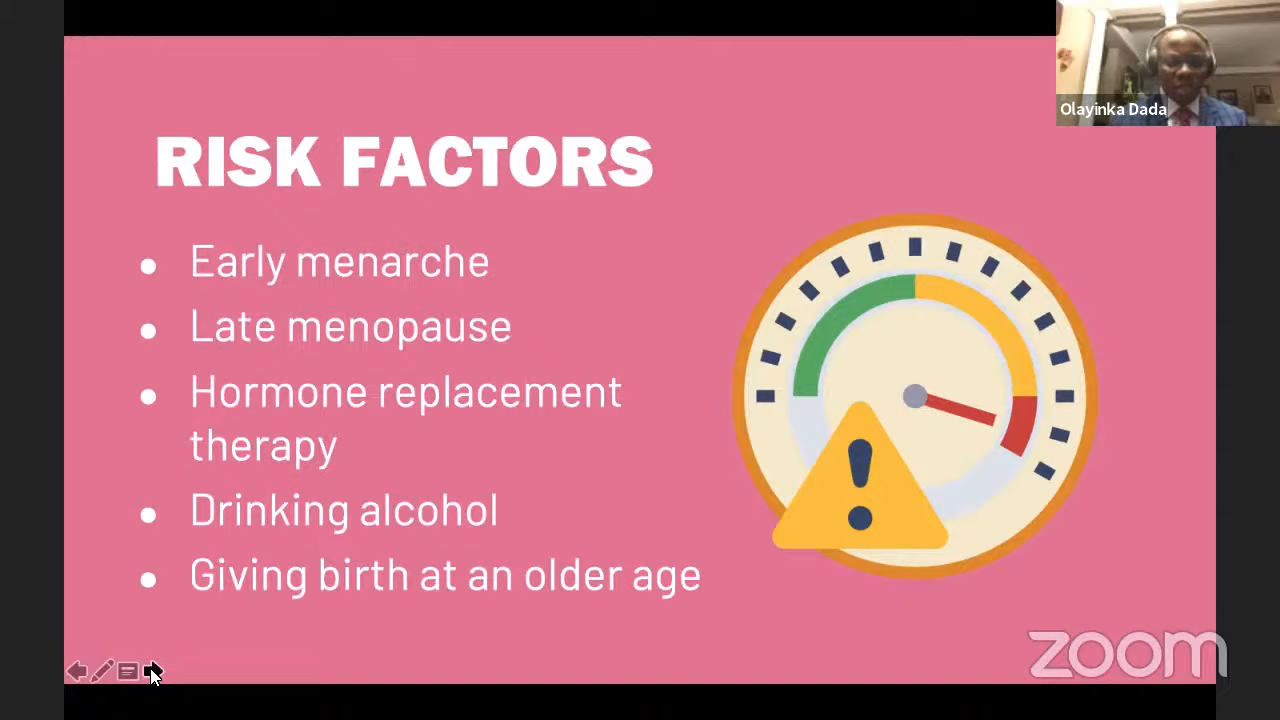 Olayinka Dada
RISK FACTORS
• Early menarche
• Late menopause
• Hormone replacement
therapy
• Drinking alcohol
• Giving birth at an older age
zoom